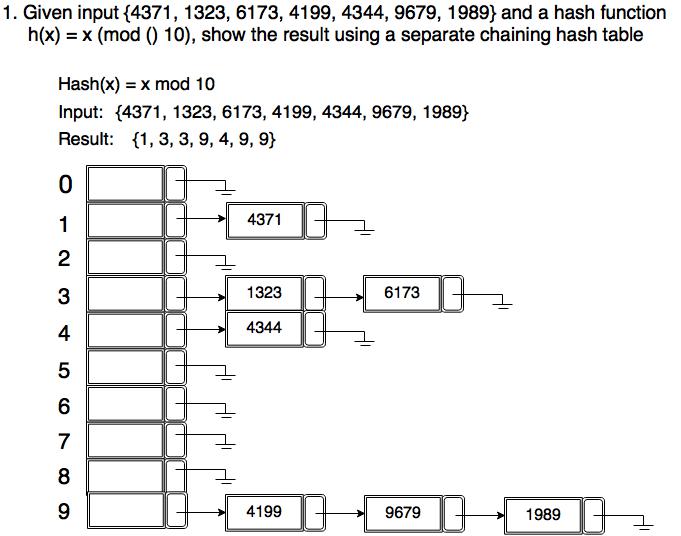 1. Given input {4371, 1323, 6173, 4199, 4344, 9679, 1989} and a hash function
h(x) = x (mod () 10), show the result using a separate chaining hash table
Hash(x) = x mod 10
Input: {4371, 1323, 6173, 4199, 4344, 9679, 1989}
Result: {1, 3, 3, 9, 4, 9, 9}
0
1 4371
2
3 1323 6173
4 4344
5
6
7
8
9 4199 9679 1989